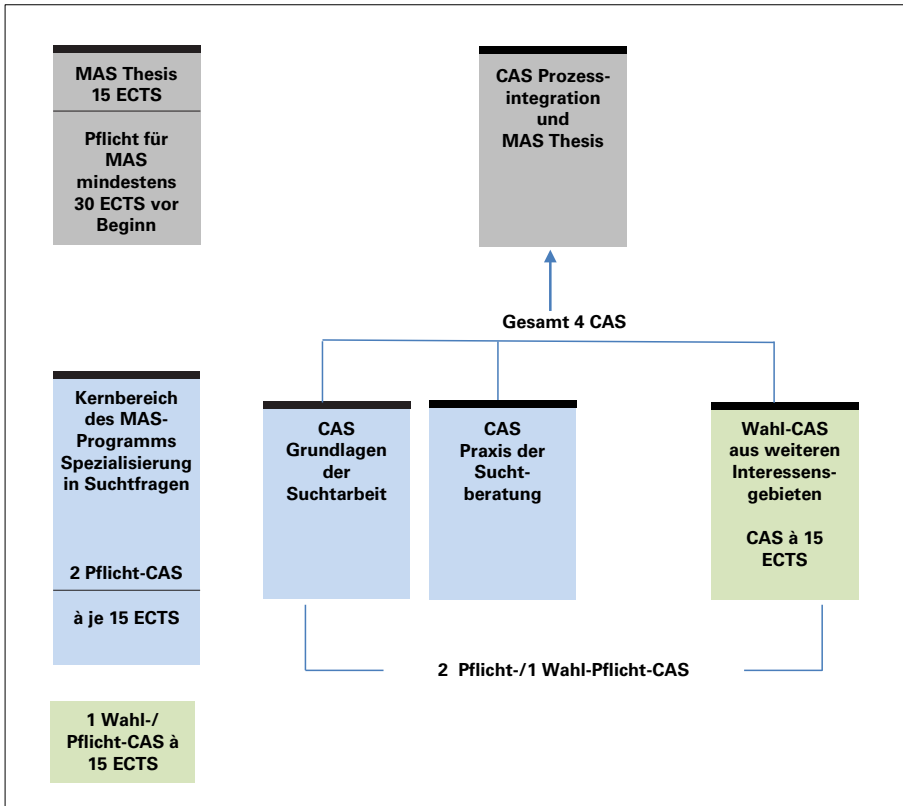 MAS Thesis
15 ECTS
Pflicht für
MAS
mindestens
30 ECTS vor
Beginn
CAS Prozess-
integration
und
MAS Thesis
Gesamt 4 CAS
Kernbereich
des MAS-
Programms
Spezialisierung
in Suchtfragen
2 Pflicht-CAS
à je 15 ECTS
CAS
Grundlagen
der
Suchtarbeit
CAS
Praxis der
Sucht-
beratung
Wahl-CAS
aus weiteren
Interessens-
gebieten
CAS à 15
ECTS
2 Pflicht-/1 Wahl-Pflicht-CAS
1 Wahl-/
Pflicht-CAS à
15 ECTS